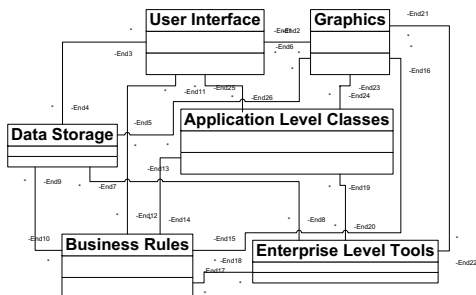 User Interface
Graphics
-End21
-End1
-End2
-End6
-End3
-End16
-End11
-End25
-End23
-End24
-End26
-End4
-End5
Application Level Classes
Data Storage
-End13
-End9
-End7
-End19
-End12
-End14
-End8
-End20
-End10
-End15
Business Rules
Enterprise Level Tools
-End18
-End17
-End22